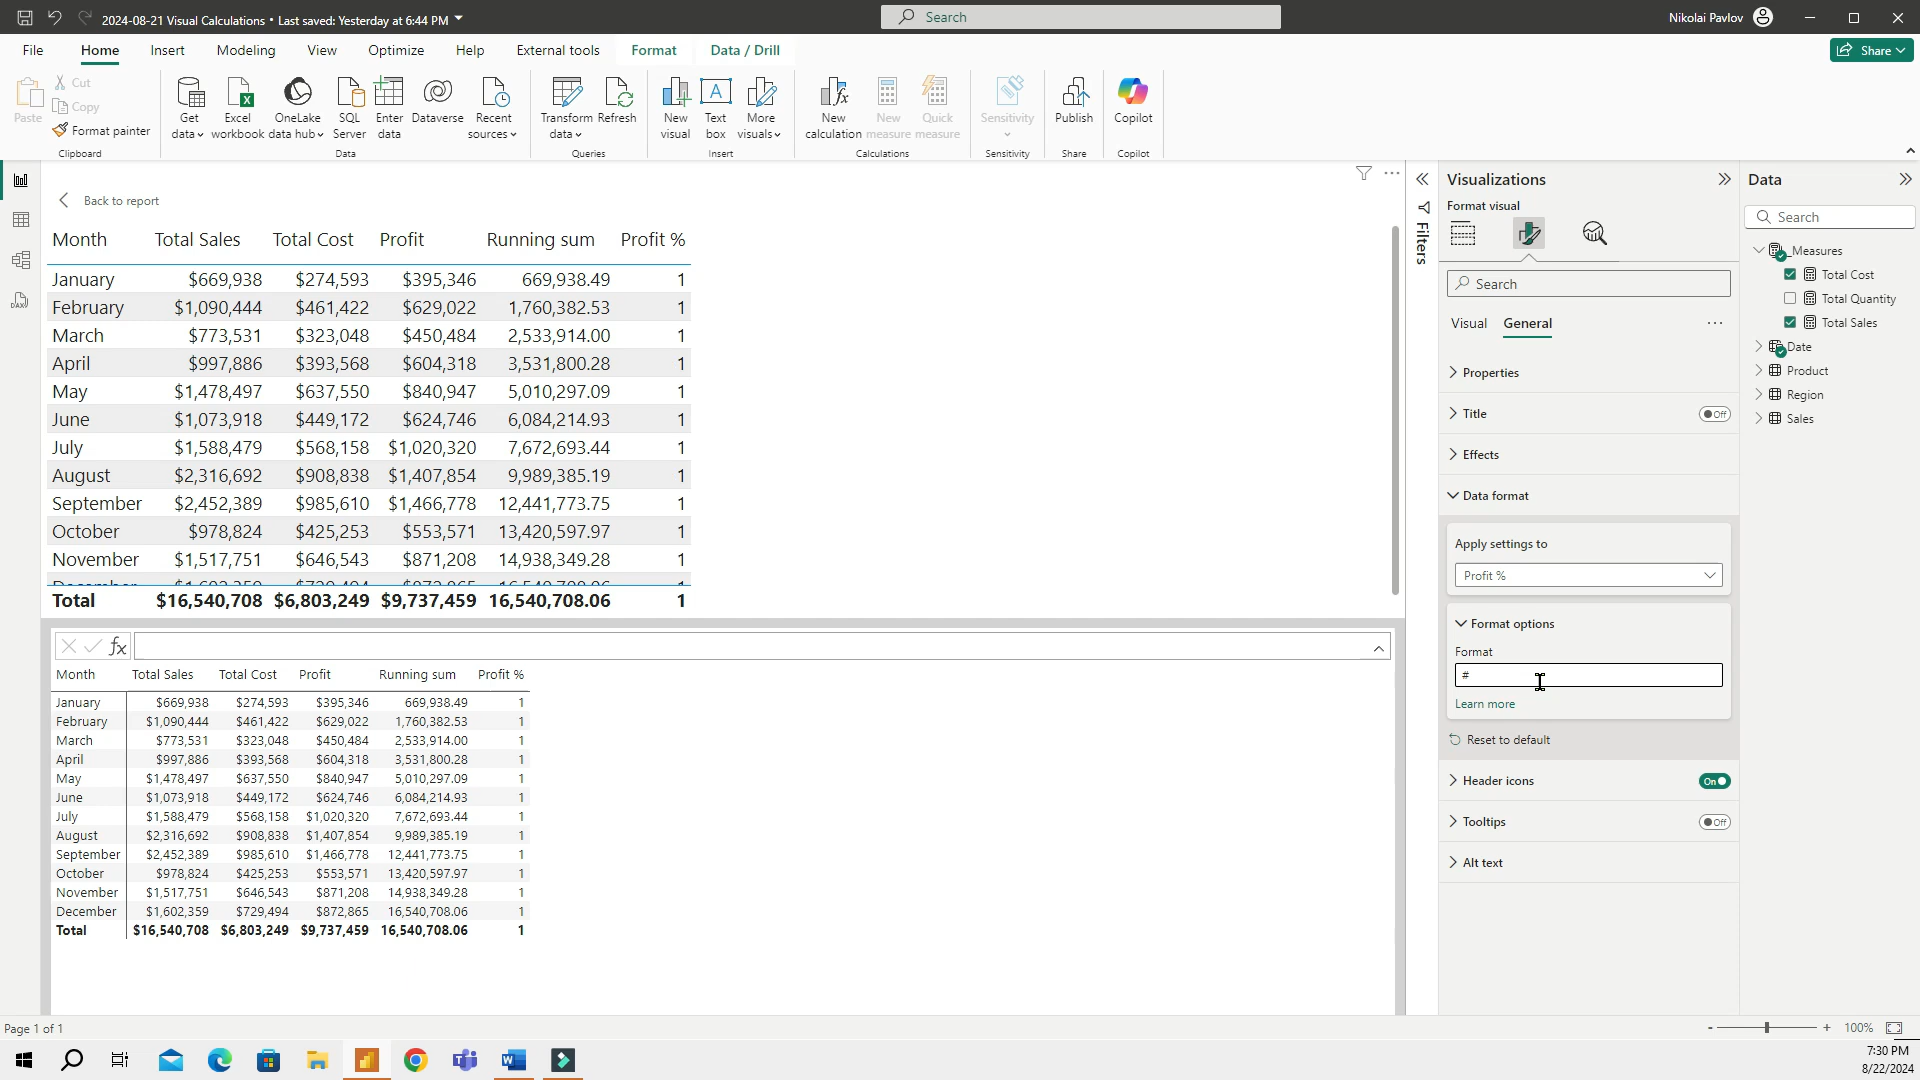 2024-08-21 Visual Calculations • Last saved: Yesterday at 6:44 PM
Search
Nikolai Pavlov
File Home Insert Modeling View Optimize Help External tools Format Data / Drill
Share
Paste
Cut
Copy
Format painter
Get data
Excel workbook
OneLake data hub
SQL Server
Enter data
Dataverse
Recent sources
Transform data
Refresh
New visual
Text box
More visuals
New calculation
New measure
Quick measure
Sensitivity
Publish
Copilot
Clipboard Data Queries Insert Calculations Sensitivity Share Copilot
Back to report
Month Total Sales Total Cost Profit Running sum Profit %
January $669,938 $274,593 $395,346 669,938.49 1
February $1,090,444 $461,422 $629,022 1,760,382.53 1
March $773,531 $323,048 $450,484 2,533,914.00 1
April $997,886 $393,568 $604,318 3,531,800.28 1
May $1,478,497 $637,550 $840,947 5,010,297.09 1
June $1,073,918 $449,172 $624,746 6,084,214.93 1
July $1,588,479 $568,158 $1,020,320 7,672,693.44 1
August $2,316,692 $908,838 $1,407,854 9,989,385.19 1
September $2,452,389 $985,610 $1,466,778 12,441,773.75 1
October $978,824 $425,253 $553,571 13,420,597.97 1
November $1,517,751 $646,543 $871,208 14,938,349.28 1
December $1,602,359 $729,494 $872,865 16,540,708.06 1
Total $16,540,708 $6,803,249 $9,737,459 16,540,708.06 1
fx
Month Total Sales Total Cost Profit Running sum Profit %
January $669,938 $274,593 $395,346 669,938.49 1
February $1,090,444 $461,422 $629,022 1,760,382.53 1
March $773,531 $323,048 $450,484 2,533,914.00 1
April $997,886 $393,568 $604,318 3,531,800.28 1
May $1,478,497 $637,550 $840,947 5,010,297.09 1
June $1,073,918 $449,172 $624,746 6,084,214.93 1
July $1,588,479 $568,158 $1,020,320 7,672,693.44 1
August $2,316,692 $908,838 $1,407,854 9,989,385.19 1
September $2,452,389 $985,610 $1,466,778 12,441,773.75 1
October $978,824 $425,253 $553,571 13,420,597.97 1
November $1,517,751 $646,543 $871,208 14,938,349.28 1
December $1,602,359 $729,494 $872,865 16,540,708.06 1
Total $16,540,708 $6,803,249 $9,737,459 16,540,708.06 1
Filters
Visualizations
Format visual
Search
Visual General
Properties
Title Off
Effects
Data format
Apply settings to
Profit %
Format options
Format
#
Learn more
Reset to default
Header icons On
Tooltips Off
Alt text
Data
Search
_Measures
Total Cost
Total Quantity
Total Sales
Date
Product
Region
Sales
Page 1 of 1
- + 100%
7:30 PM
8/22/2024